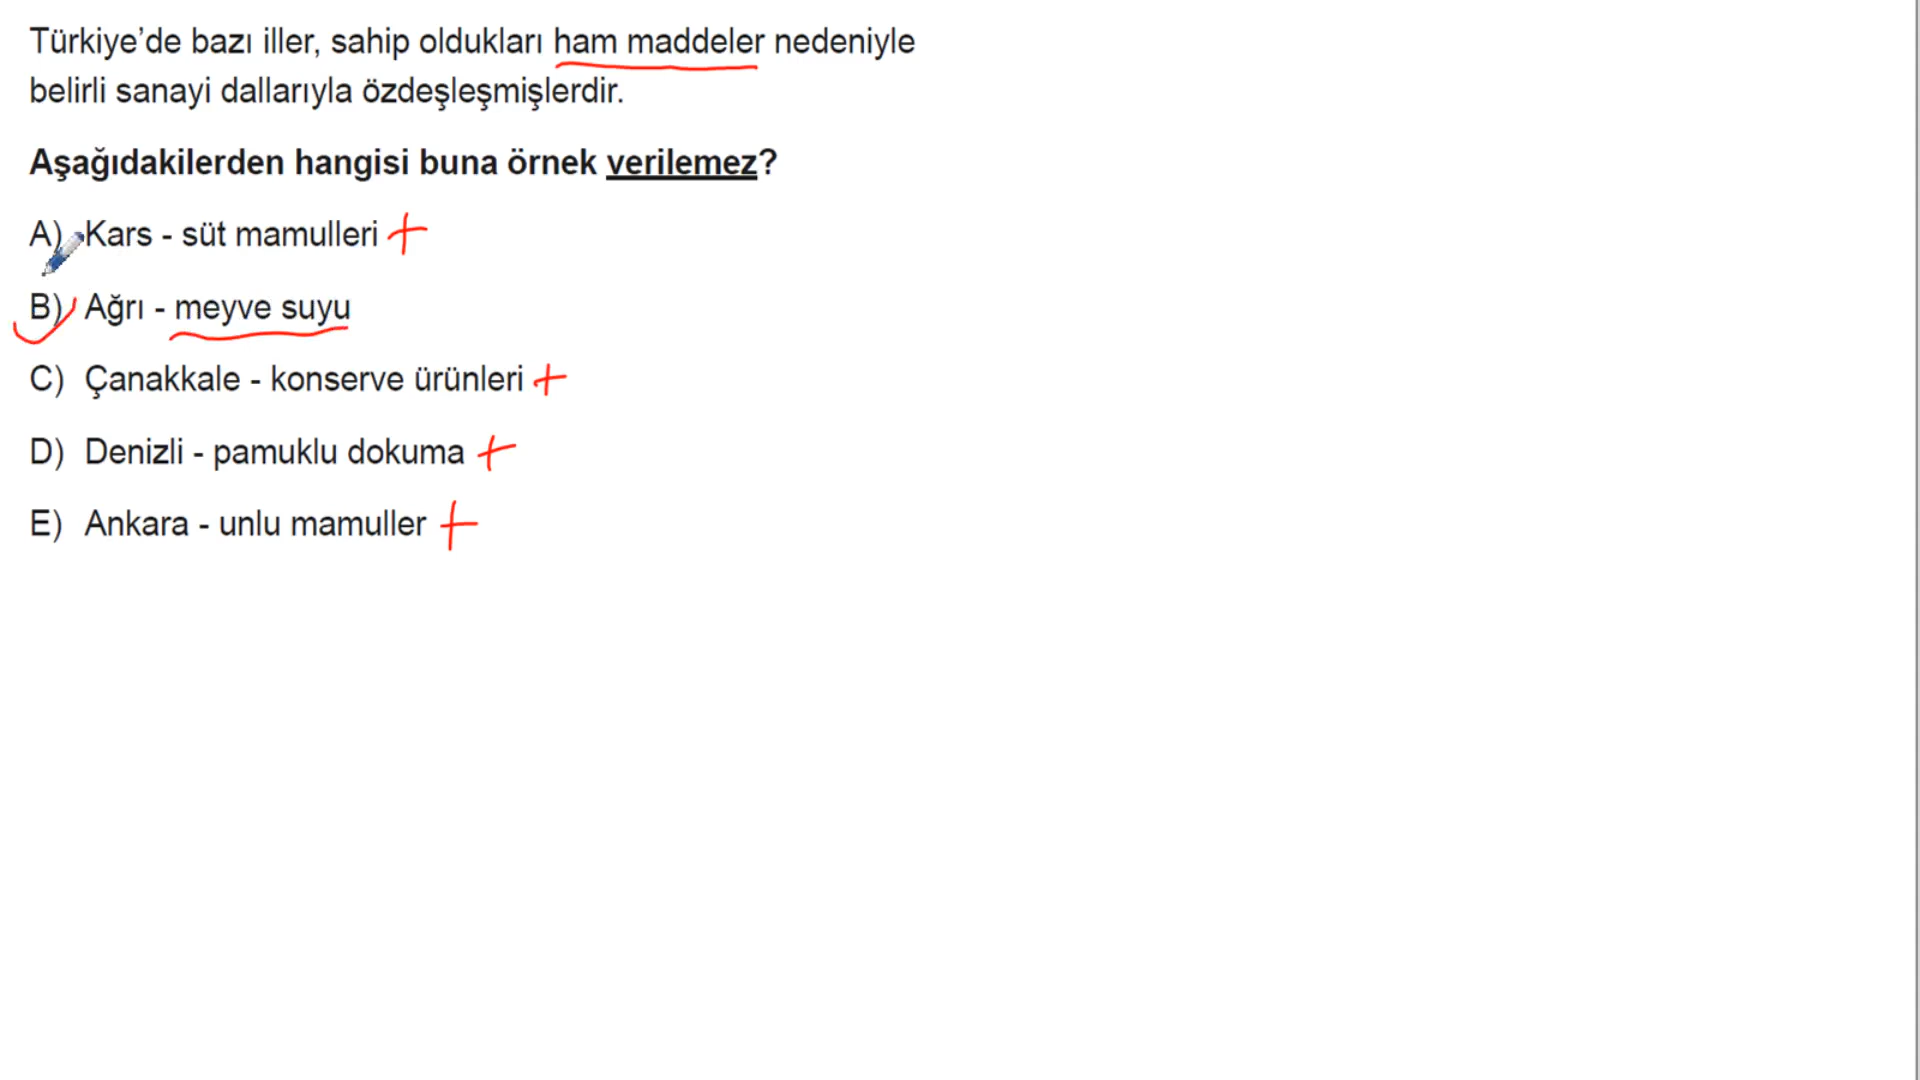 Türkiye’de bazı iller, sahip oldukları ham maddeler nedeniyle
belirli sanayi dallarıyla özdeşleşmişlerdir.
Aşağıdakilerden hangisi buna örnek verilemez?
A) Kars - süt mamulleri +
B) Ağrı - meyve suyu
C) Çanakkale - konserve ürünleri +
D) Denizli - pamuklu dokuma +
E) Ankara - unlu mamuller +